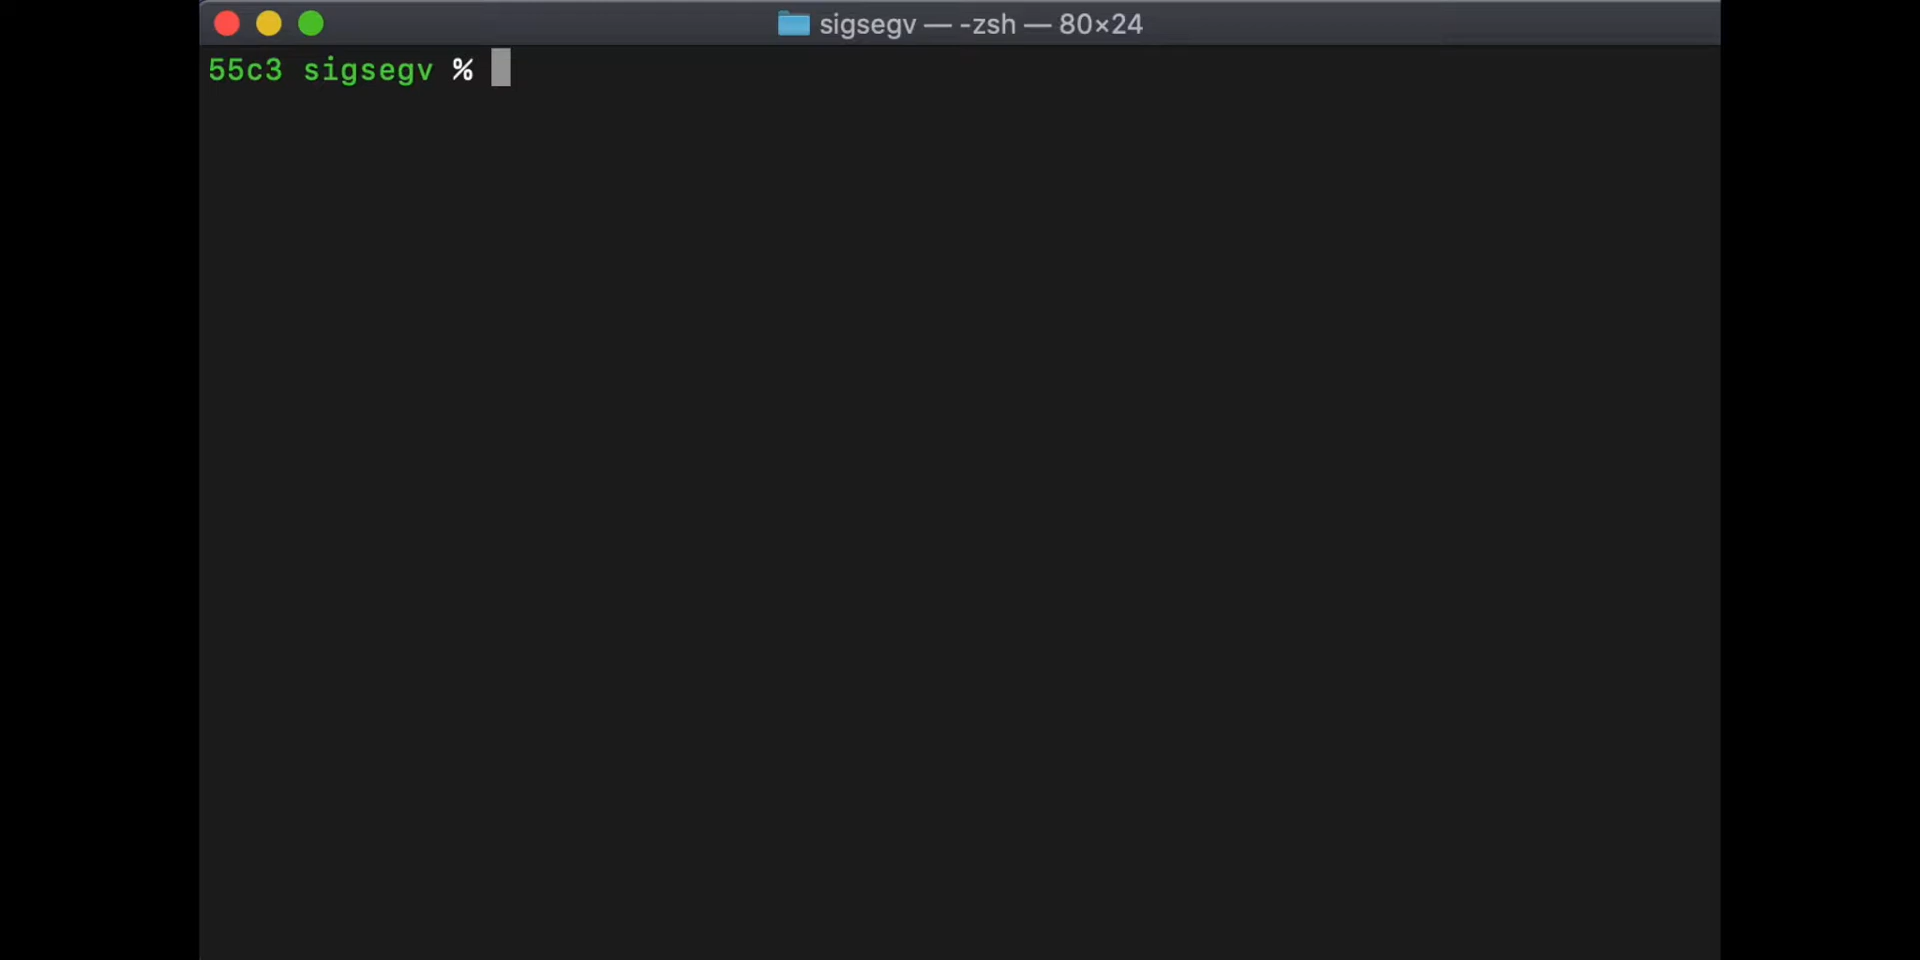 sigsegv — -zsh — 80×24
55c3 sigsegv %